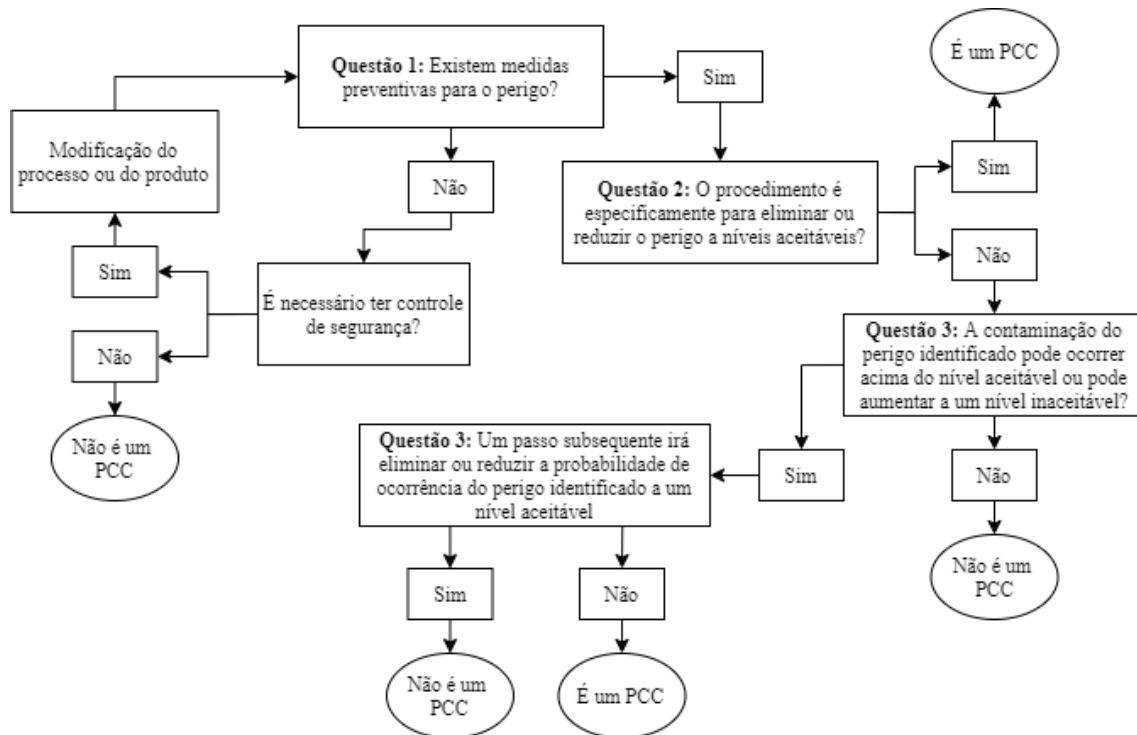 É um PCC
Questão 1: Existem medidas
preventivas para o perigo?
Sim
Modificação do
processo ou do produto
Não
Questão 2: O procedimento é
especificamente para eliminar ou
reduzir o perigo a níveis aceitáveis?
Sim
Sim
Não
É necessário ter controle
de segurança?
Não
Questão 3: A contaminação do
perigo identificado pode ocorrer
acima do nível aceitável ou pode
aumentar a um nível inaceitável?
Não é um
PCC
Questão 3: Um passo subsequente irá
eliminar ou reduzir a probabilidade de
ocorrência do perigo identificado a um
nível aceitável
Sim
Não
Não é um
PCC
Sim
Não
Não é um
PCC
É um PCC